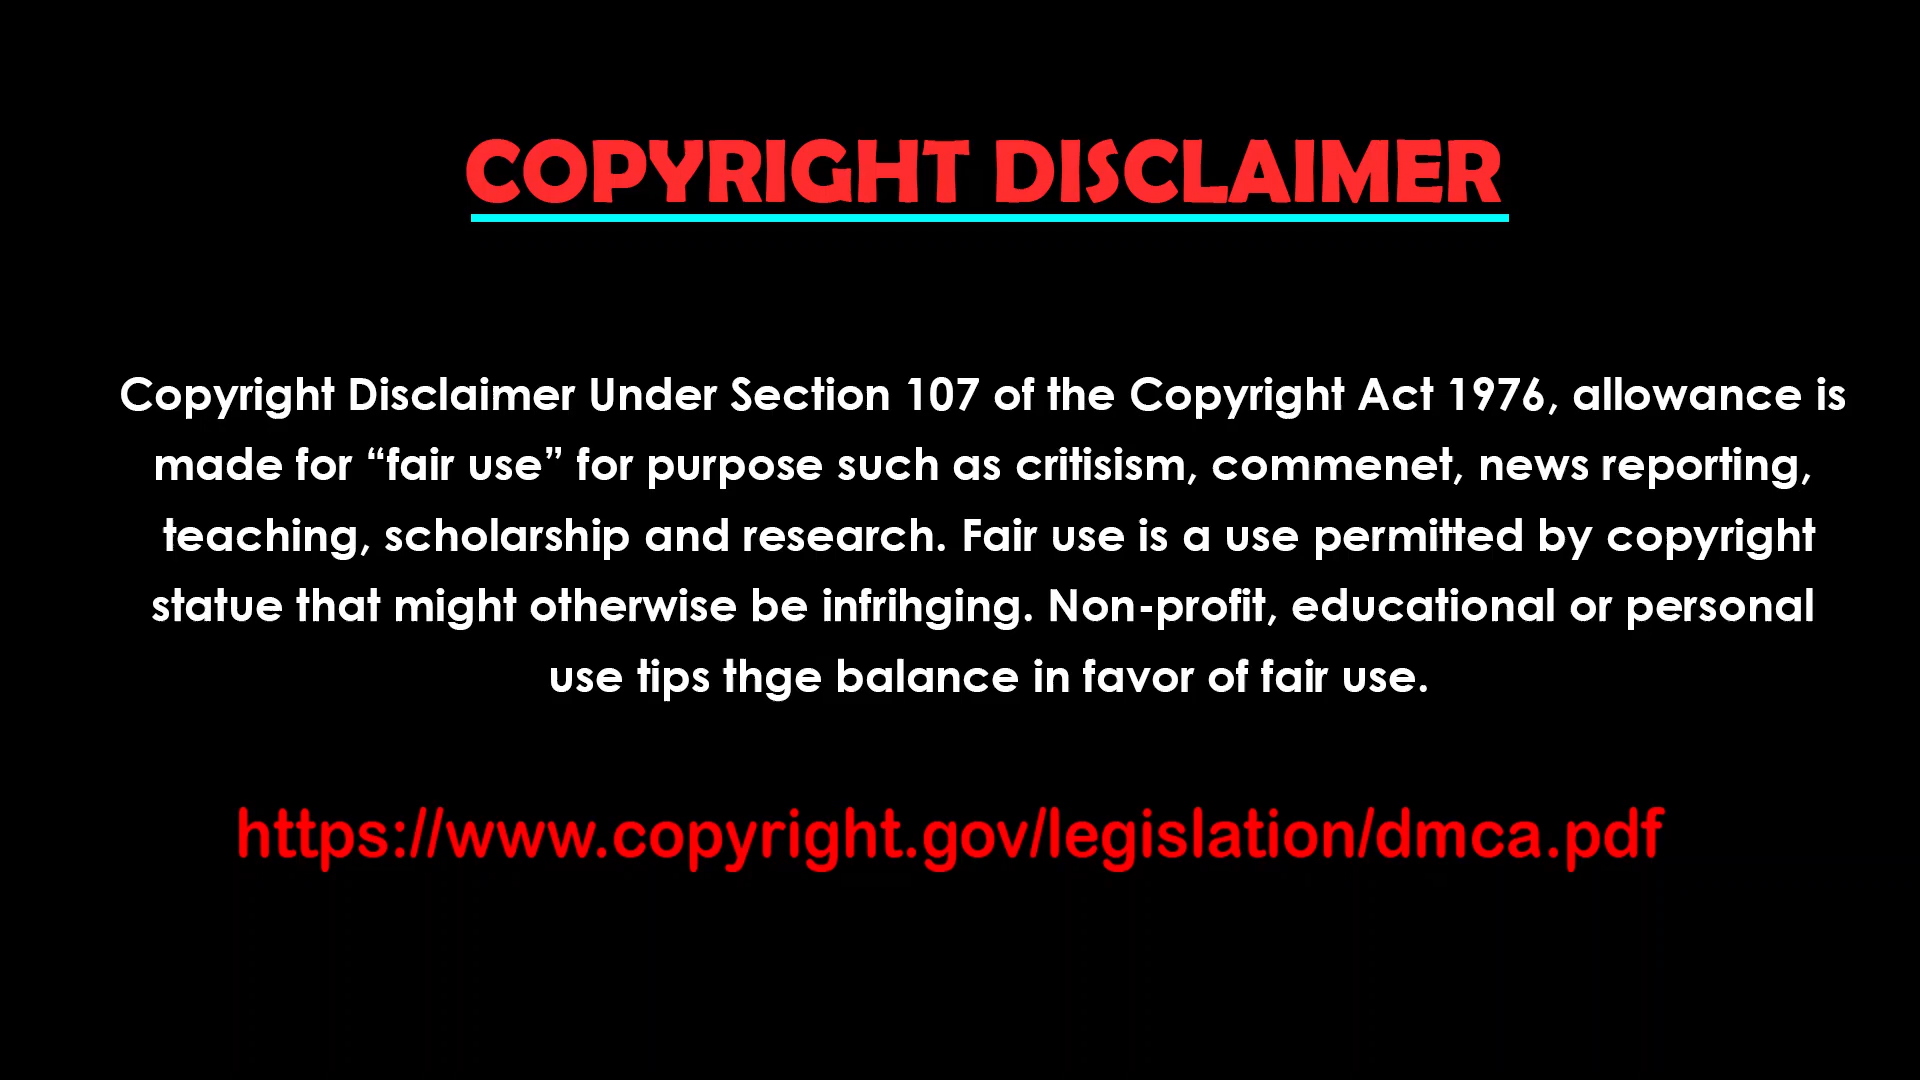 COPYRIGHT DISCLAIMER
Copyright Disclaimer Under Section 107 of the Copyright Act 1976, allowance is
made for “fair use” for purpose such as critisism, commenet, news reporting,
teaching, scholarship and research. Fair use is a use permitted by copyright
statue that might otherwise be infrihging. Non-profit, educational or personal
use tips thge balance in favor of fair use.
https://www.copyright.gov/legislation/dmca.pdf